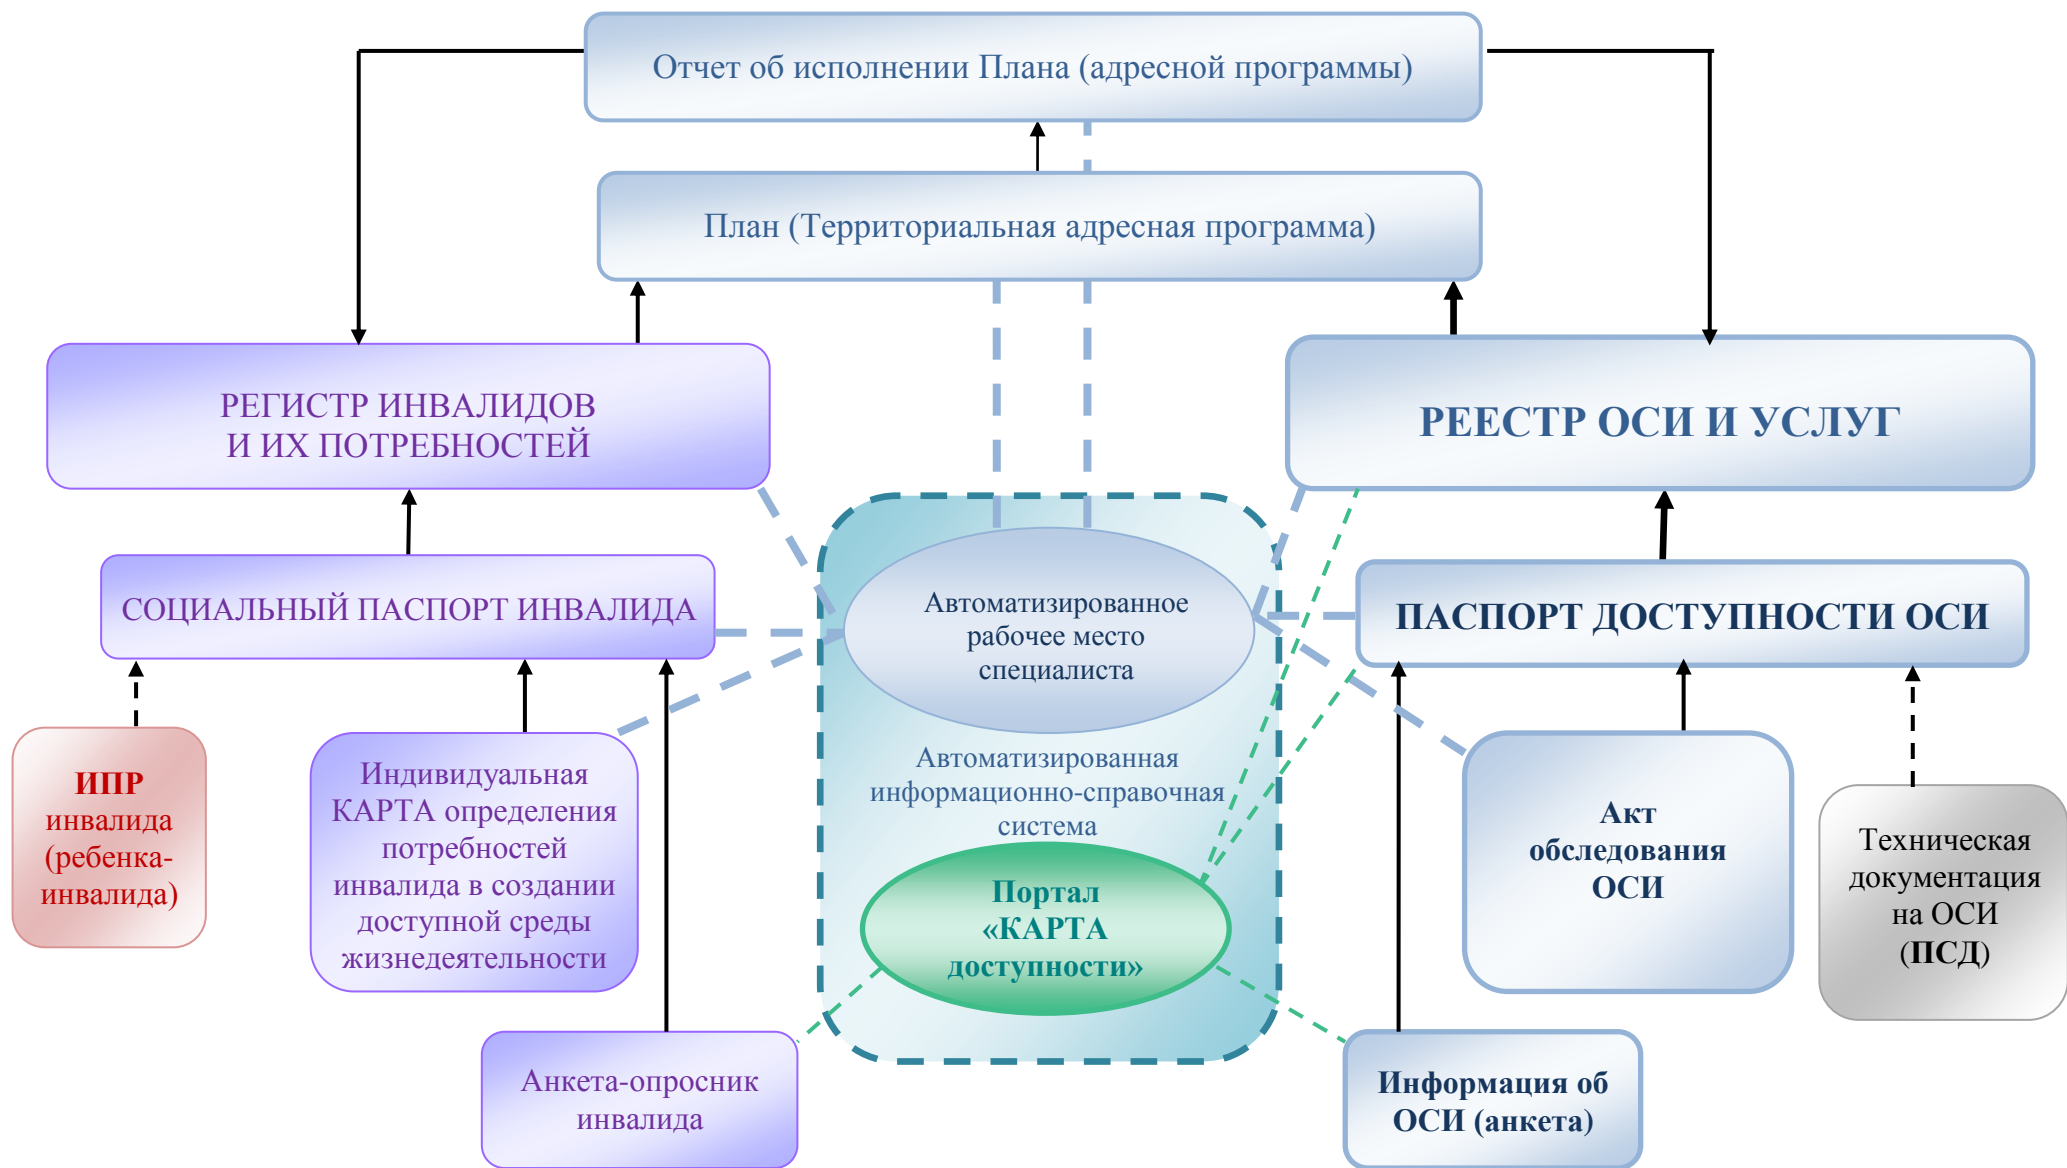 Отчет об исполнении Плана (адресной программы)
План (Территориальная адресная программа)
РЕГИСТР ИНВАЛИДОВ
И ИХ ПОТРЕБНОСТЕЙ
РЕЕСТР ОСИ И УСЛУГ
СОЦИАЛЬНЫЙ ПАСПОРТ ИНВАЛИДА
Автоматизированное
рабочее место
специалиста
ПАСПОРТ ДОСТУПНОСТИ ОСИ
ИПР
инвалида
(ребенка-
инвалида)
Индивидуальная
КАРТА определения
потребностей
инвалида в создании
доступной среды
жизнедеятельности
Автоматизированная
информационно-справочная
система
Портал
«КАРТА
доступности»
Акт
обследования
ОСИ
Техническая
документация
на ОСИ
(ПСД)
Анкета-опросник
инвалида
Информация об
ОСИ (анкета)